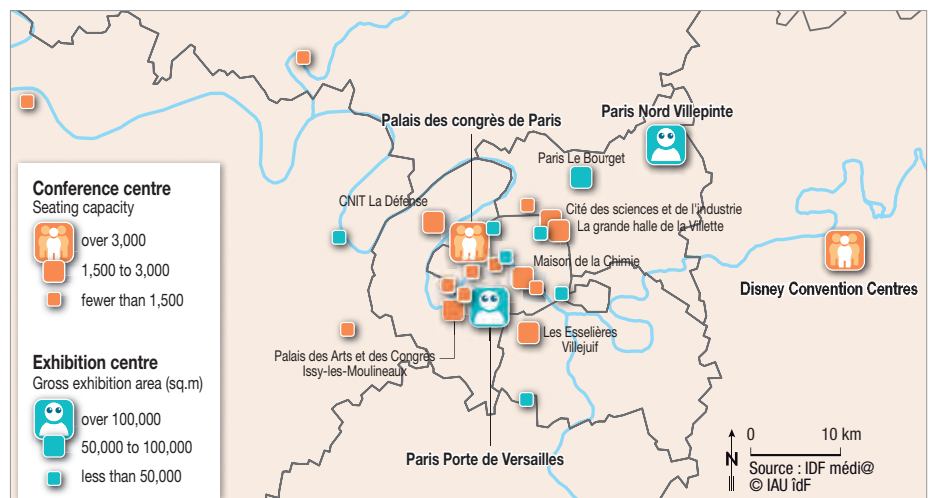 Palais des congrès de Paris
Paris Nord Villepinte
Paris Le Bourget
CNIT La Défense
Cité des sciences et de l'industrie
La grande halle de la Villette
Maison de la Chimie
Disney Convention Centres
Les Esselières
Villejuif
Palais des Arts et des Congrès
Issy-les-Moulineaux
Paris Porte de Versailles
Conference centre
Seating capacity
over 3,000
1,500 to 3,000
fewer than 1,500
Exhibition centre
Gross exhibition area (sq.m)
over 100,000
50,000 to 100,000
less than 50,000
0 10 km
N
Source : IDF médi@
© IAU îdF